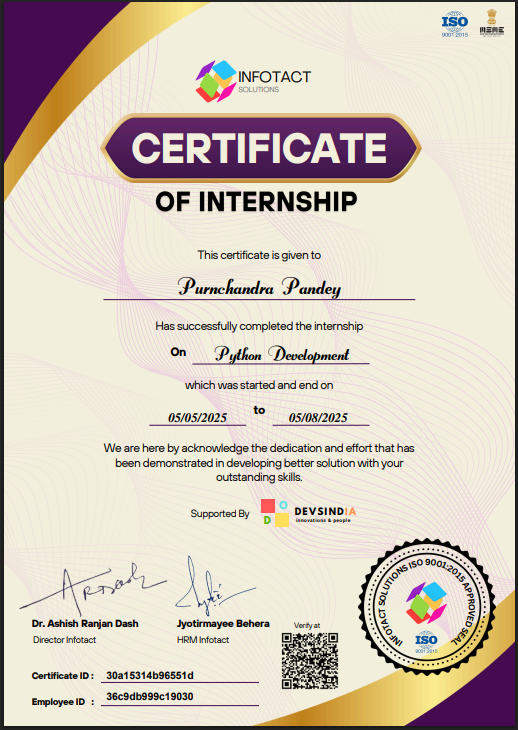 ISO
9001:2015
MSME
INFOTACT
SOLUTIONS
CERTIFICATE
OF INTERNSHIP
This certificate is given to
Purnchandra Pandey
Has successfully completed the internship
On Python Development
which was started and end on
05/05/2025 to 05/08/2025
We are here by acknowledge the dedication and effort that has
been demonstrated in developing better solution with your
outstanding skills.
Supported By
DEVSINDIA
innovations & people
Dr. Ashish Ranjan Dash
Director Infotact
Jyotirmayee Behera
HRM Infotact
Verify at
INFOTACT SOLUTIONS ISO 9001:2015 APPROVED SEAL
ISO
9001:2015
Certificate ID : 30a15314b96551d
Employee ID : 36c9db999c19030